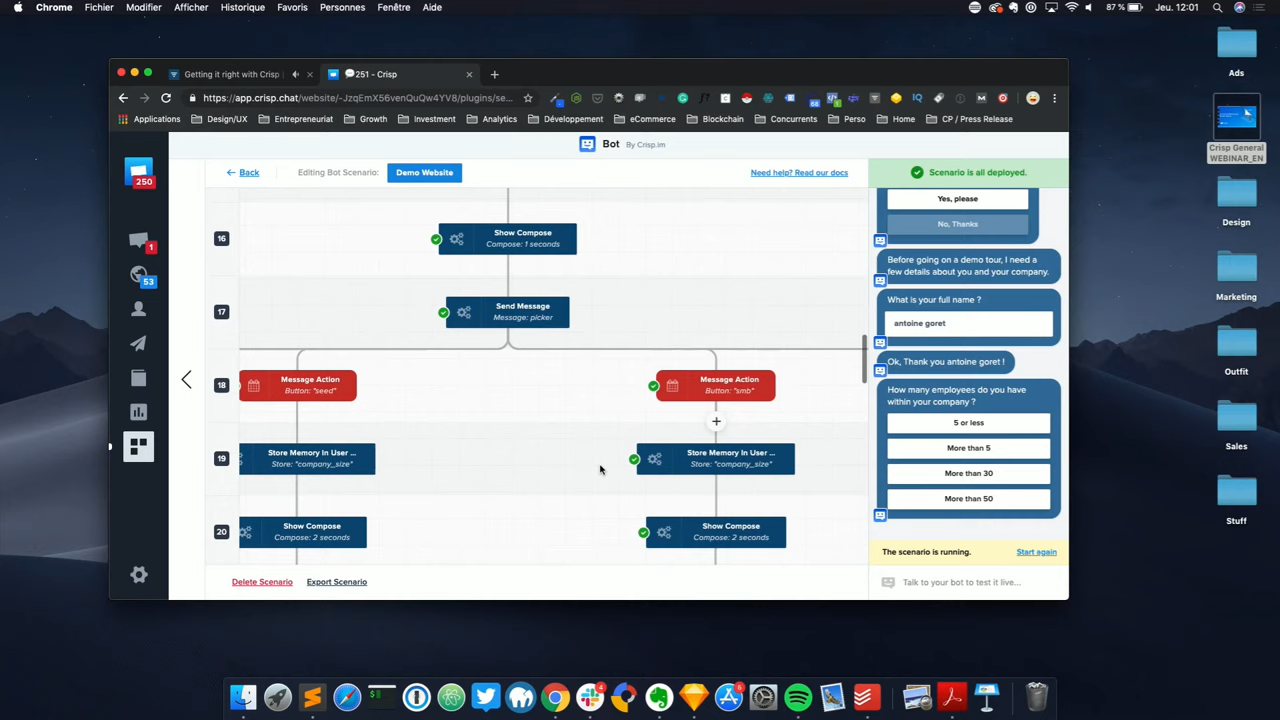 Chrome Fichier Modifier Afficher Historique Favoris Personnes Fenêtre Aide 87 % Jeu. 12:01
Getting it right with Crisp
251 - Crisp
https://app.crisp.chat/website/-JzqEmX56venQuQw4YV8/plugins/se...
Applications Design/UX Entrepreneuriat Growth Investment Analytics Développement eCommerce Blockchain Concurrents Perso Home CP / Press Release
Bot By Crisp.im
Back Editing Bot Scenario: Demo Website Need help? Read our docs
Scenario is all deployed.
250
1
53
16
Show Compose
Compose: 1 seconds
17
Send Message
Message: picker
18
Message Action
Button: "seed"
Message Action
Button: "smb"
19
Store Memory In User ...
Store: "company_size"
Store Memory In User ...
Store: "company_size"
20
Show Compose
Compose: 2 seconds
Show Compose
Compose: 2 seconds
Delete Scenario Export Scenario
Yes, please
No, Thanks
Before going on a demo tour, I need a
few details about you and your company.
What is your full name ?
antoine goret
Ok, Thank you antoine goret !
How many employees do you have
within your company ?
5 or less
More than 5
More than 30
More than 50
The scenario is running. Start again
Talk to your bot to test it live...
Ads
Crisp General
WEBINAR_EN
Design
Marketing
Outfit
Sales
Stuff